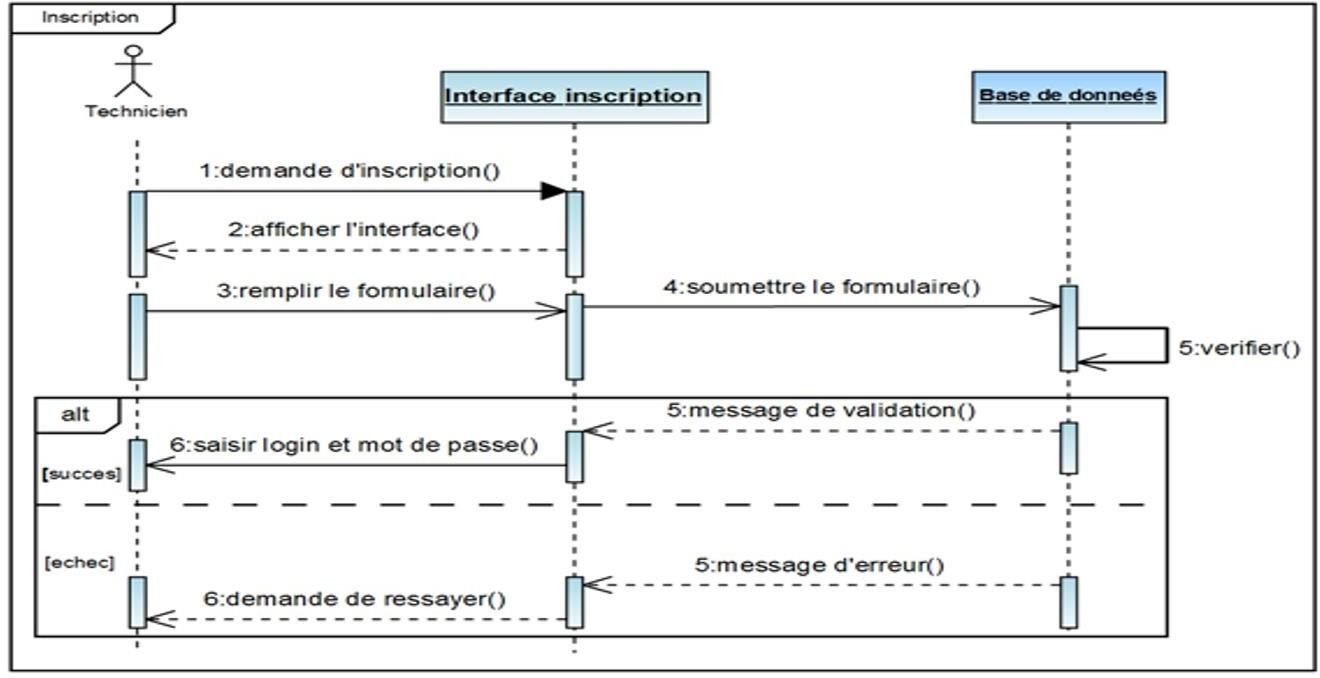 Inscription
Technicien
Interface inscription
Base de donneés
1:demande d'inscription()
2:afficher l'interface()
3:remplir le formulaire()
4:soumettre le formulaire()
5:verifier()
alt
5:message de validation()
6:saisir login et mot de passe()
[succes]
[echec]
5:message d'erreur()
6:demande de ressayer()